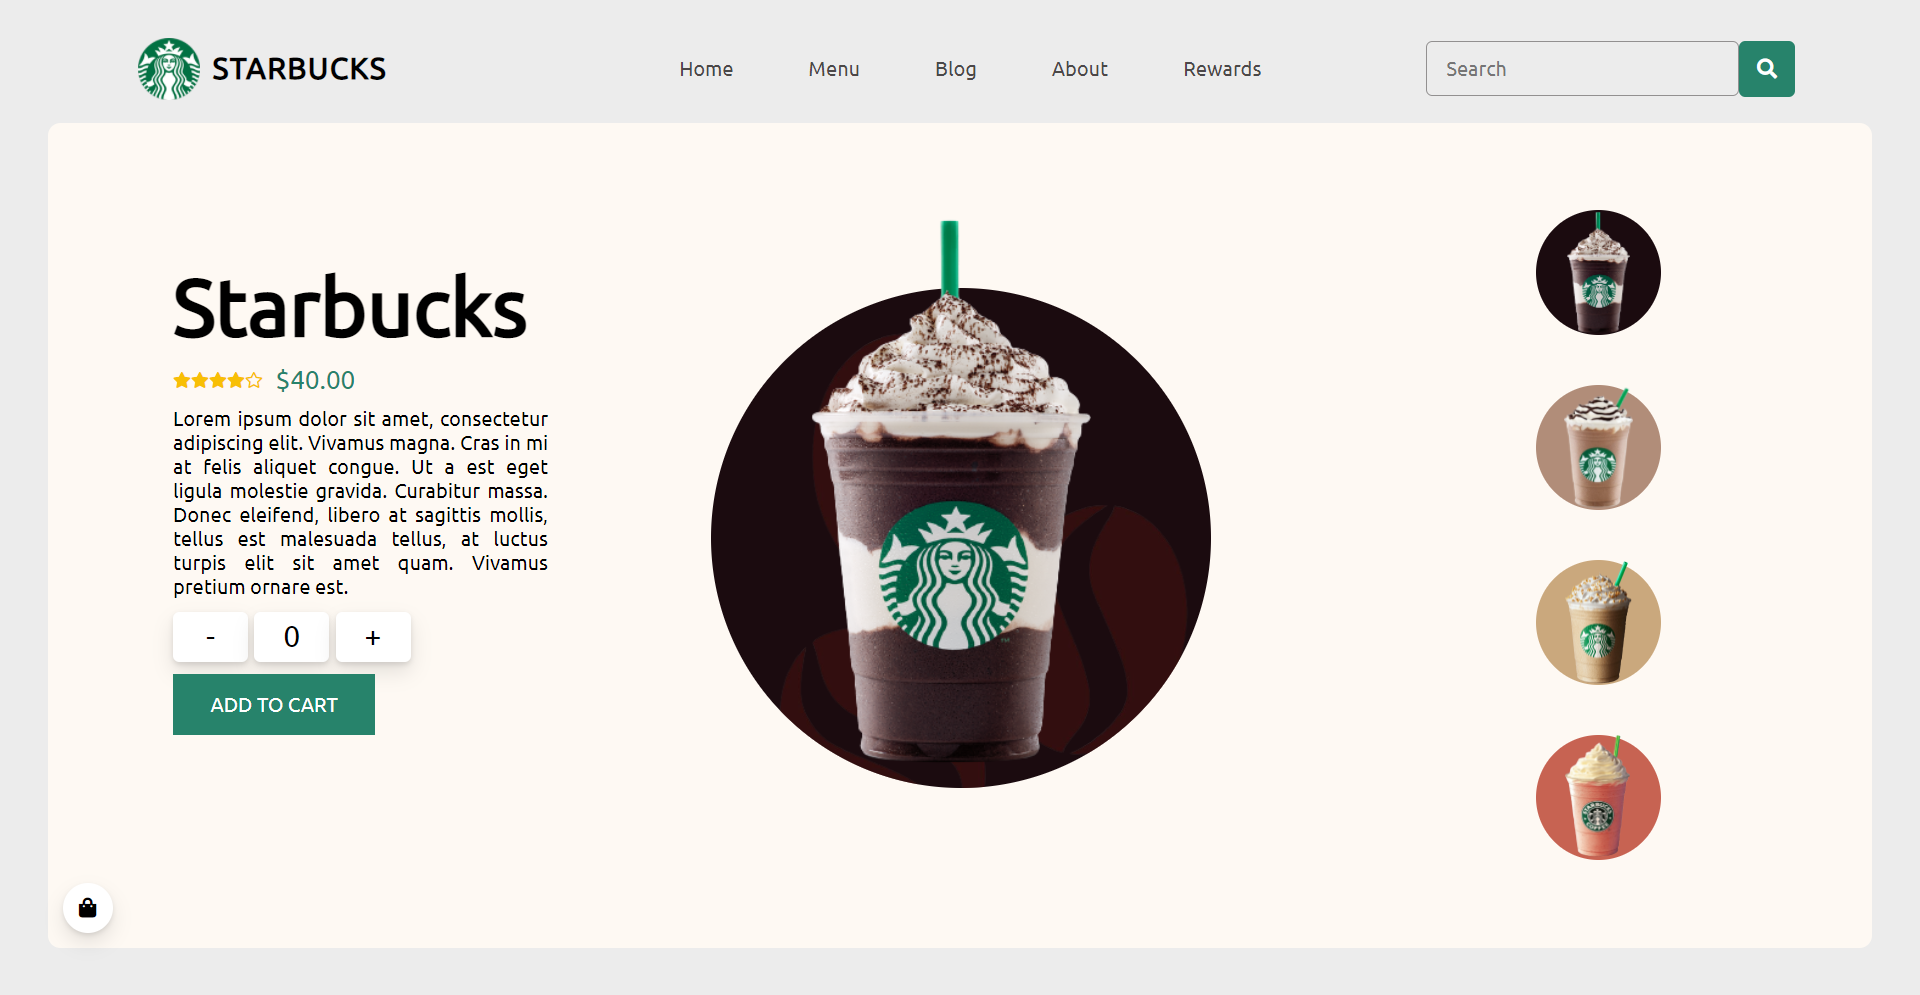 STARBUCKS
Home
Menu
Blog
About
Rewards
Search
Starbucks
$40.00
Lorem ipsum dolor sit amet, consectetur
adipiscing elit. Vivamus magna. Cras in mi
at felis aliquet congue. Ut a est eget
ligula molestie gravida. Curabitur massa.
Donec eleifend, libero at sagittis mollis,
tellus est malesuada tellus, at luctus
turpis elit sit amet quam. Vivamus
pretium ornare est.
- 0 +
ADD TO CART